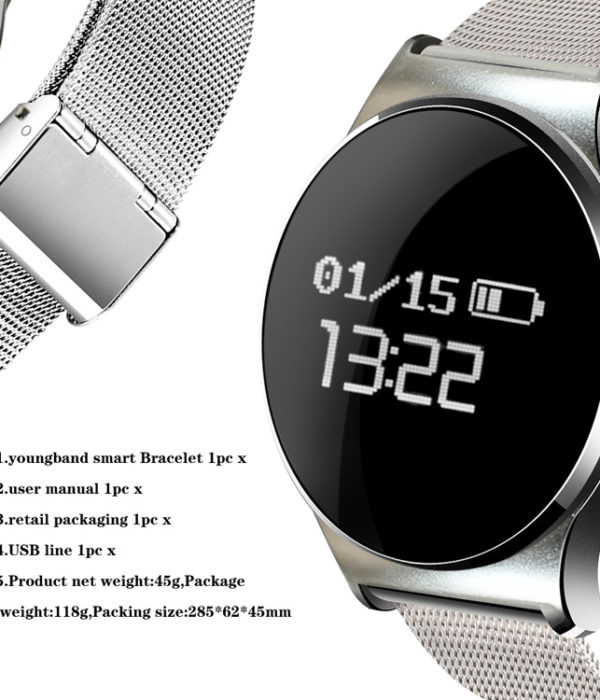 01/15
13:22
1.youngband smart Bracelet 1pc x
2.user manual 1pc x
3.retail packaging 1pc x
4.USB line 1pc x
5.Product net weight:45g,Package
weight:118g,Packing size:285*62*45mm